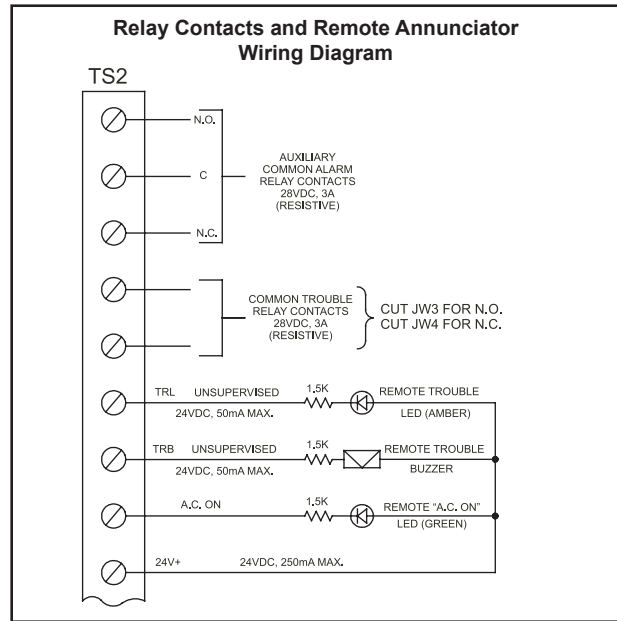 Relay Contacts and Remote Annunciator
Wiring Diagram
TS2
N.O.
C
N.C.
AUXILIARY
COMMON ALARM
RELAY CONTACTS
28VDC, 3A
(RESISTIVE)
COMMON TROUBLE
RELAY CONTACTS
28VDC, 3A
(RESISTIVE)
CUT JW3 FOR N.O.
CUT JW4 FOR N.C.
TRL UNSUPERVISED 1.5K REMOTE TROUBLE
24VDC, 50mA MAX. LED (AMBER)
TRB UNSUPERVISED 1.5K REMOTE TROUBLE
24VDC, 50mA MAX. BUZZER
A.C. ON 1.5K REMOTE "A.C. ON"
LED (GREEN)
24V+ 24VDC, 250mA MAX.